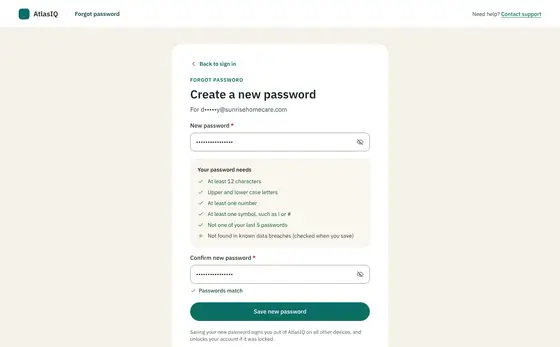 AtlasIQ
Forgot password
Need help? Contact support
Back to sign in
FORGOT PASSWORD
Create a new password
For d•••••y@sunrisehomecare.com
New password *
••••••••••••••••
Your password needs
At least 12 characters
Upper and lower case letters
At least one number
At least one symbol, such as ! or #
Not one of your last 5 passwords
Not found in known data breaches (checked when you save)
Confirm new password *
••••••••••••••••
Passwords match
Save new password
Saving your new password signs you out of AtlasIQ on all other devices, and
unlocks your account if it was locked.